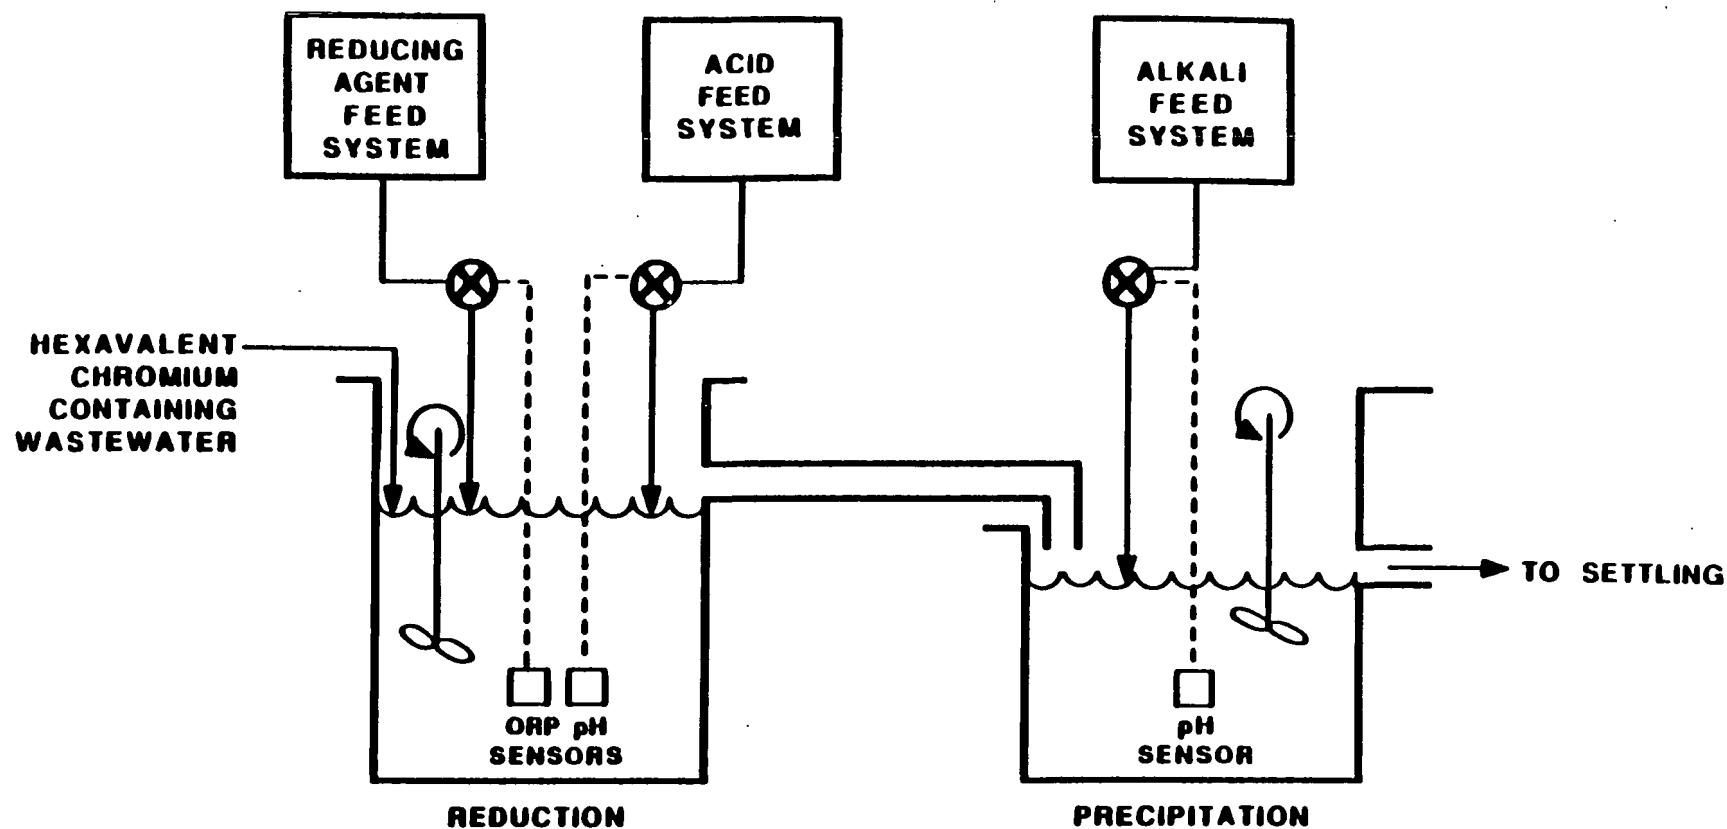 REDUCING
AGENT
FEED
SYSTEM
ACID
FEED
SYSTEM
ALKALI
FEED
SYSTEM
HEXAVALENT
CHROMIUM
CONTAINING
WASTEWATER
TO SETTLING
ORP pH
SENSORS
pH
SENSOR
REDUCTION
PRECIPITATION